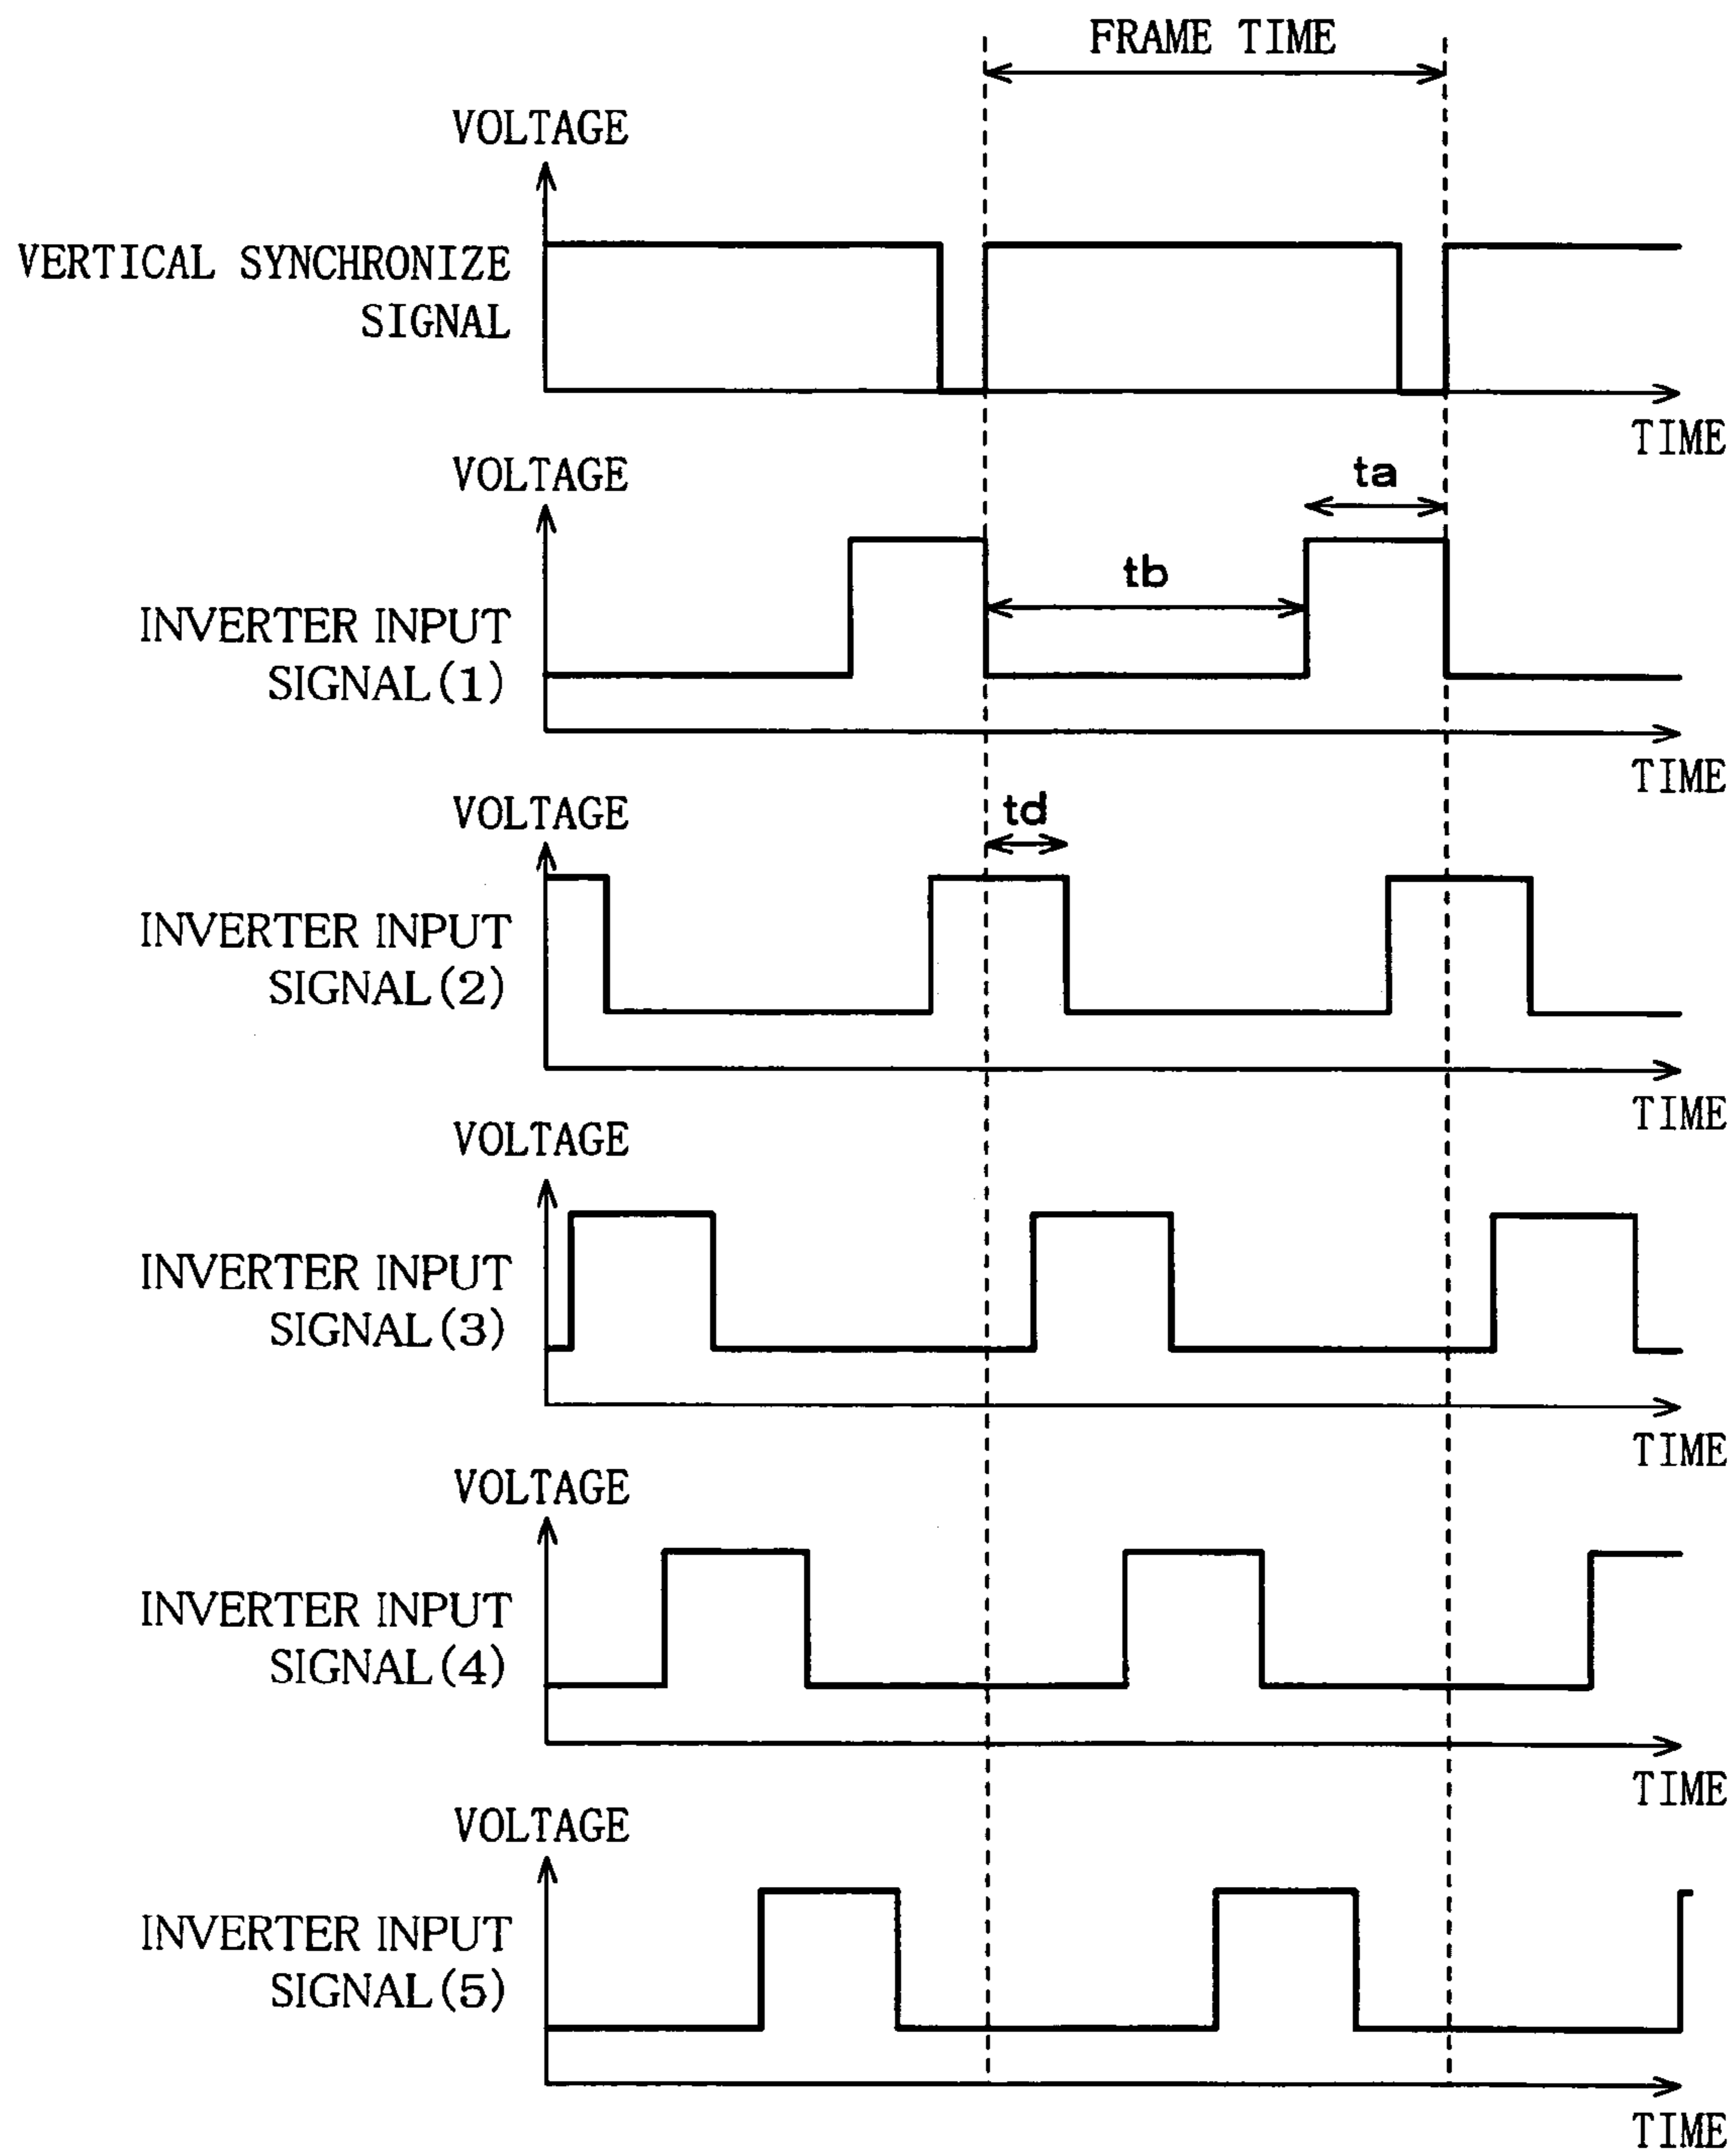 FRAME TIME
VOLTAGE
VERTICAL SYNCHRONIZE
SIGNAL
TIME
VOLTAGE
ta
tb
INVERTER INPUT
SIGNAL(1)
TIME
VOLTAGE
td
INVERTER INPUT
SIGNAL(2)
TIME
VOLTAGE
INVERTER INPUT
SIGNAL(3)
TIME
VOLTAGE
INVERTER INPUT
SIGNAL(4)
TIME
VOLTAGE
INVERTER INPUT
SIGNAL(5)
TIME